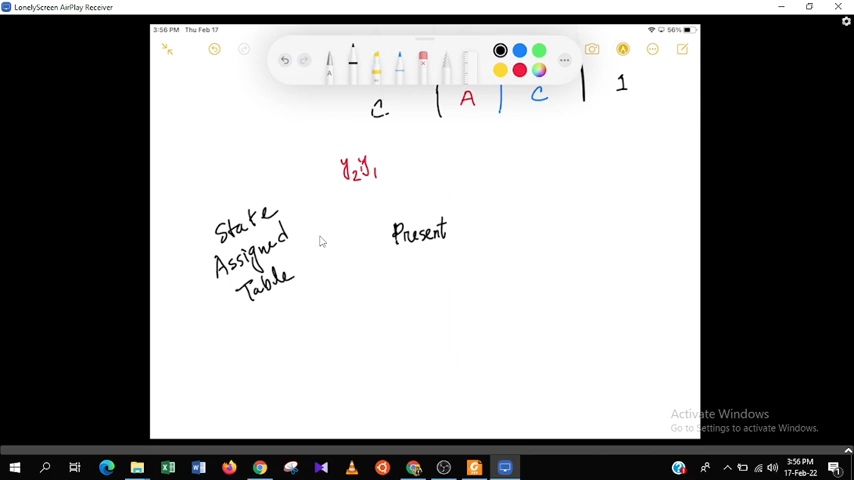 LonelyScreen AirPlay Receiver
3:56 PM Thu Feb 17
56%
A
C. A C 1
y2y1
State
Assigned
Table
Present
Activate Windows
Go to Settings to activate Windows.
3:56 PM
17-Feb-22